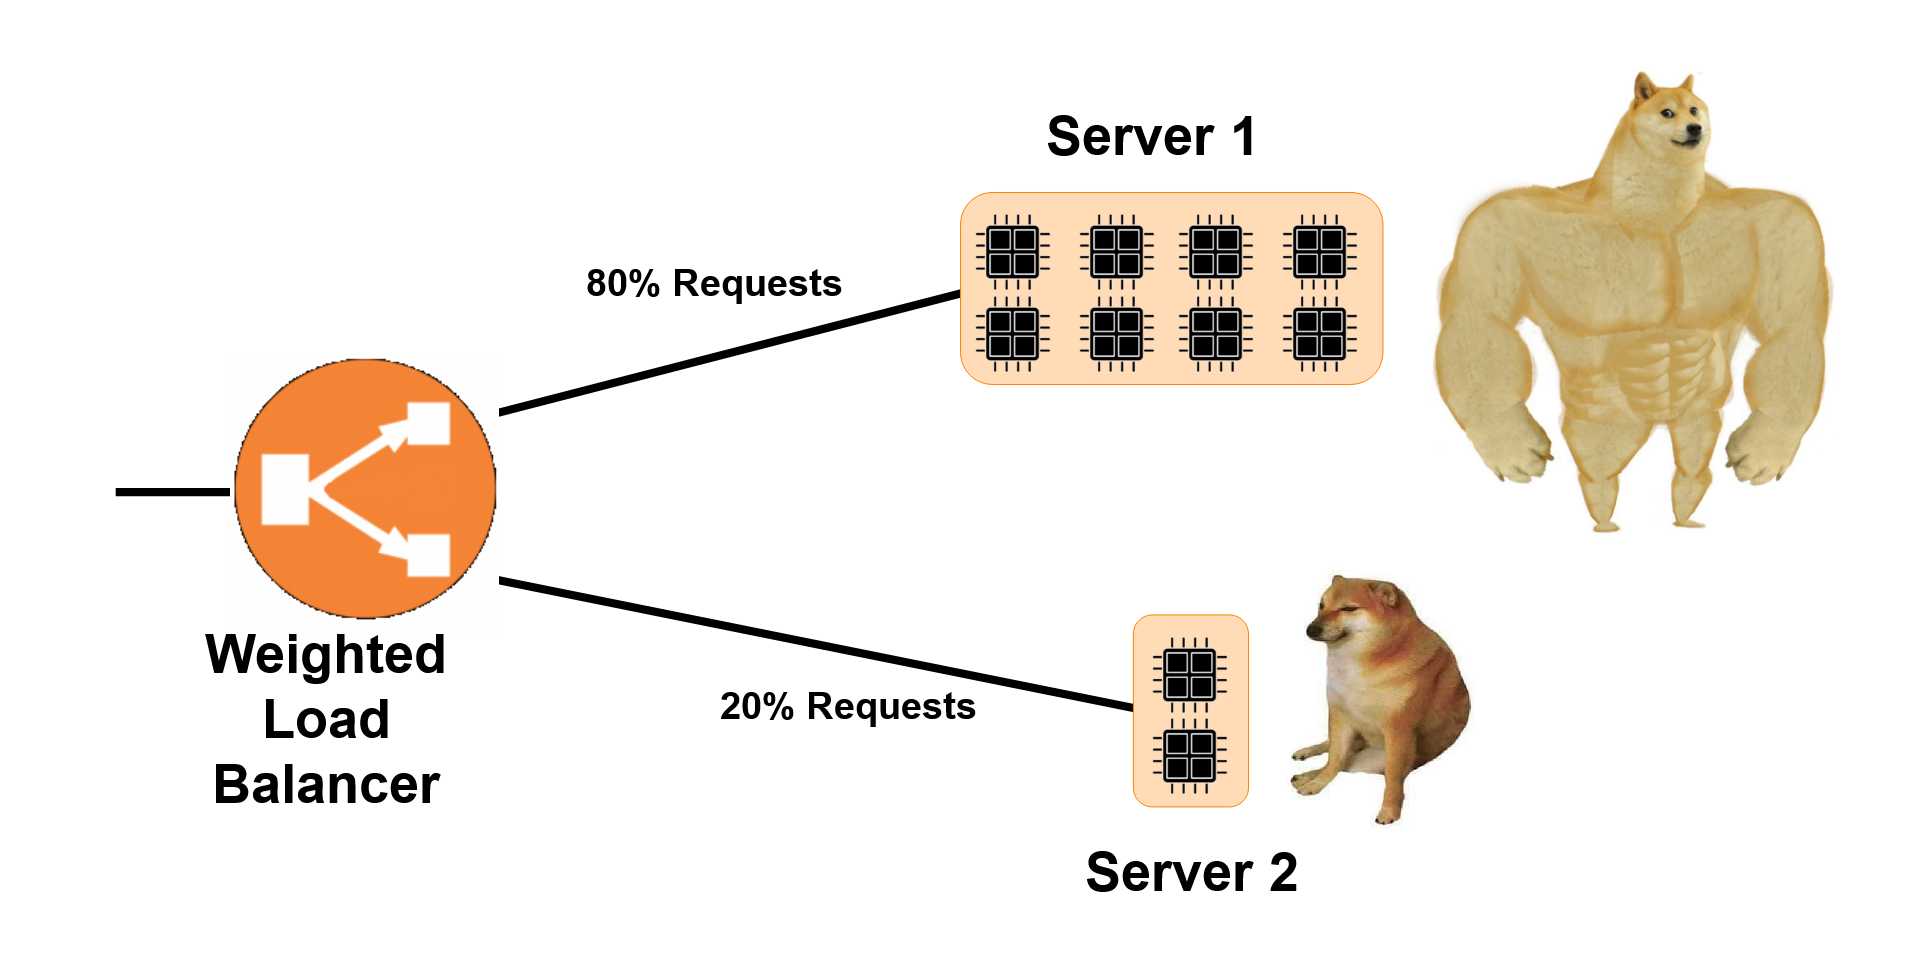 Server 1
80% Requests
Weighted
Load
Balancer
20% Requests
Server 2